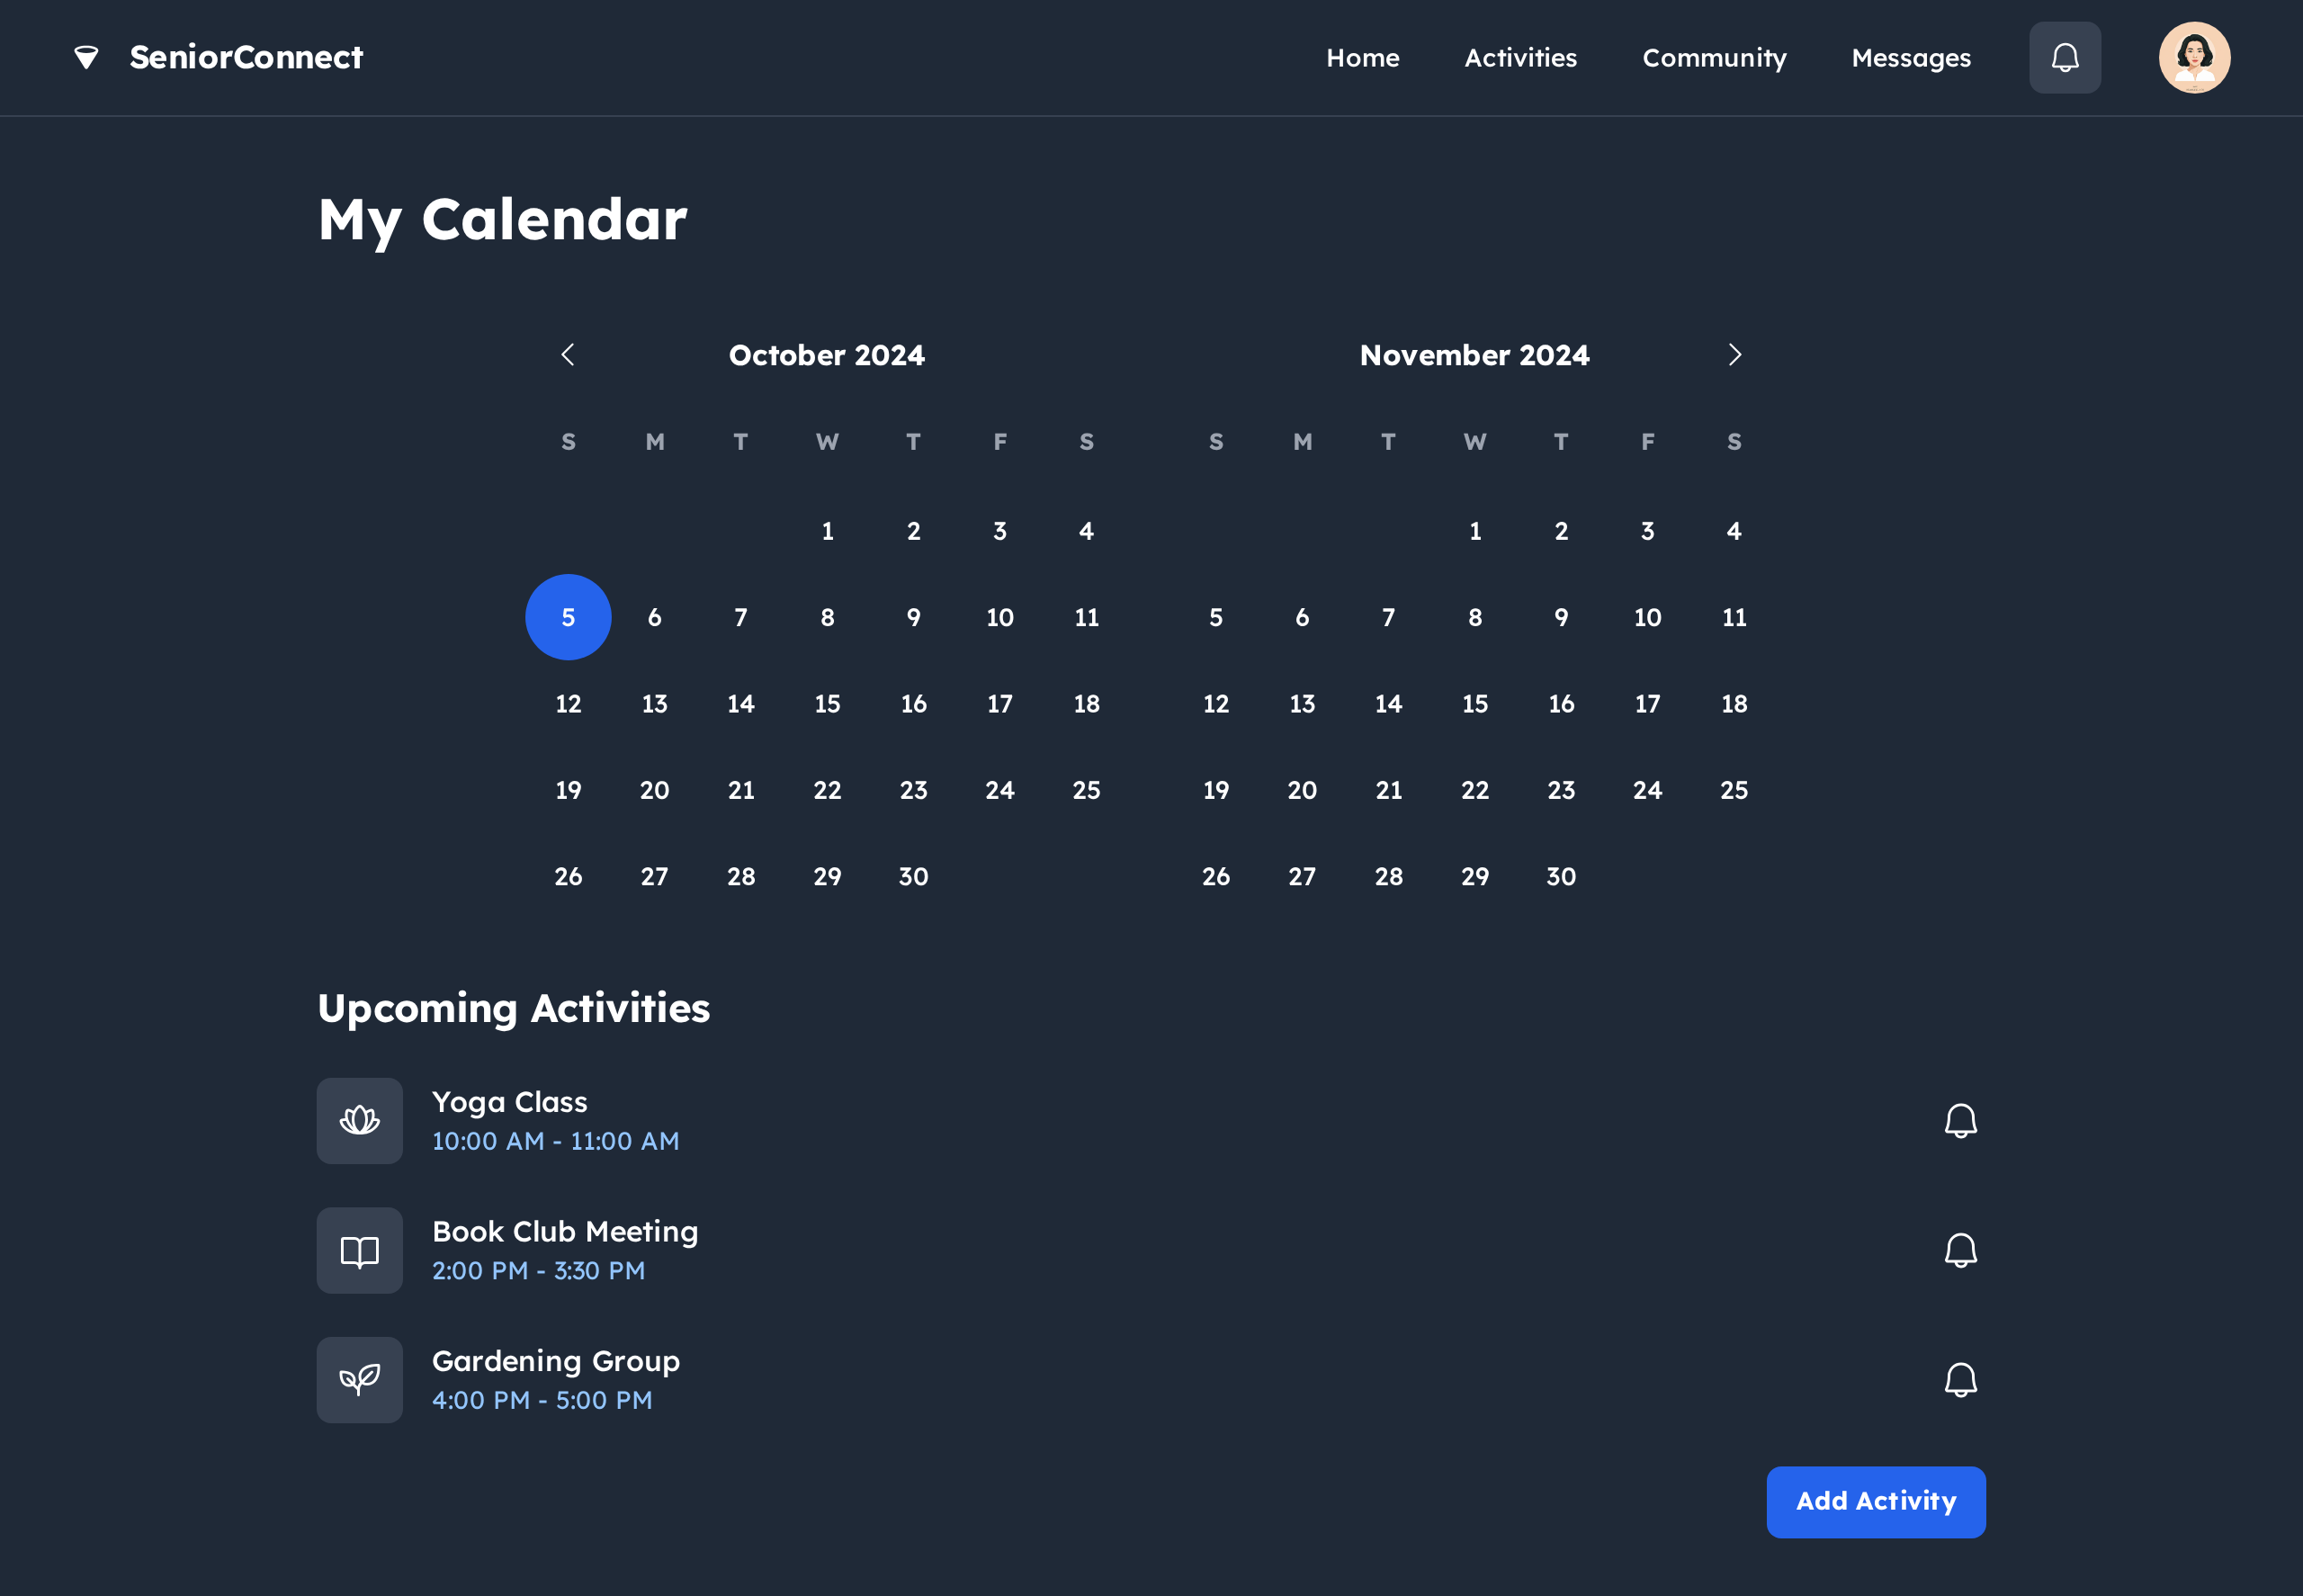 SeniorConnect
Home Activities Community Messages
My Calendar
October 2024
S M T W T F S
1 2 3 4
5 6 7 8 9 10 11
12 13 14 15 16 17 18
19 20 21 22 23 24 25
26 27 28 29 30
November 2024
S M T W T F S
1 2 3 4
5 6 7 8 9 10 11
12 13 14 15 16 17 18
19 20 21 22 23 24 25
26 27 28 29 30
Upcoming Activities
Yoga Class
10:00 AM - 11:00 AM
Book Club Meeting
2:00 PM - 3:30 PM
Gardening Group
4:00 PM - 5:00 PM
Add Activity